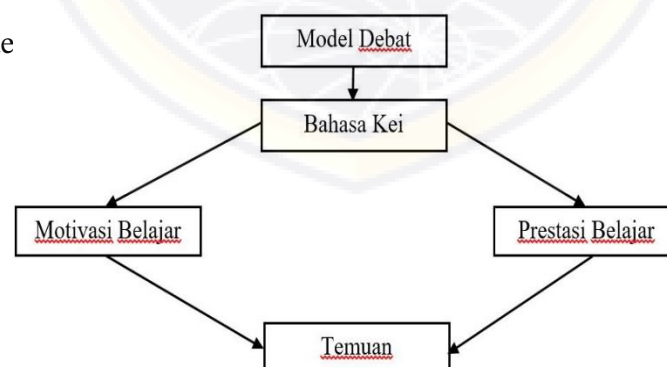 Model Debat
Bahasa Kei
Motivasi Belajar
Prestasi Belajar
Temuan